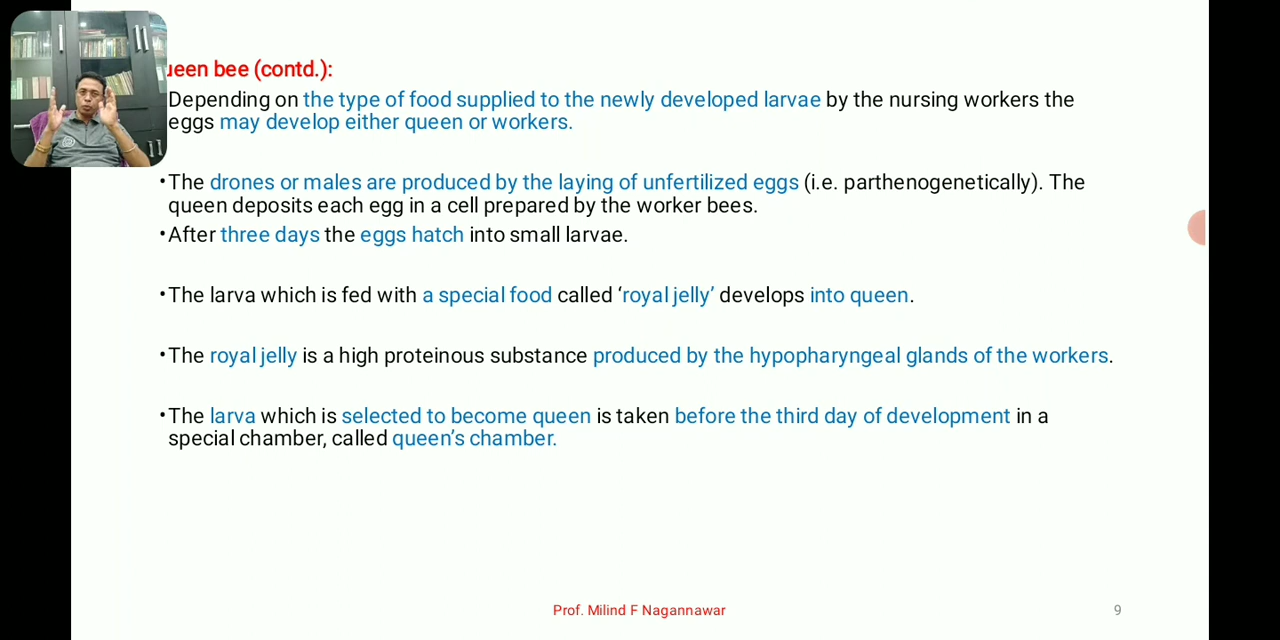 ueen bee (contd.):
Depending on the type of food supplied to the newly developed larvae by the nursing workers the
eggs may develop either queen or workers.
•The drones or males are produced by the laying of unfertilized eggs (i.e. parthenogenetically). The
queen deposits each egg in a cell prepared by the worker bees.
•After three days the eggs hatch into small larvae.
•The larva which is fed with a special food called ‘royal jelly’ develops into queen.
•The royal jelly is a high proteinous substance produced by the hypopharyngeal glands of the workers.
•The larva which is selected to become queen is taken before the third day of development in a
special chamber, called queen’s chamber.
Prof. Milind F Nagannawar
9